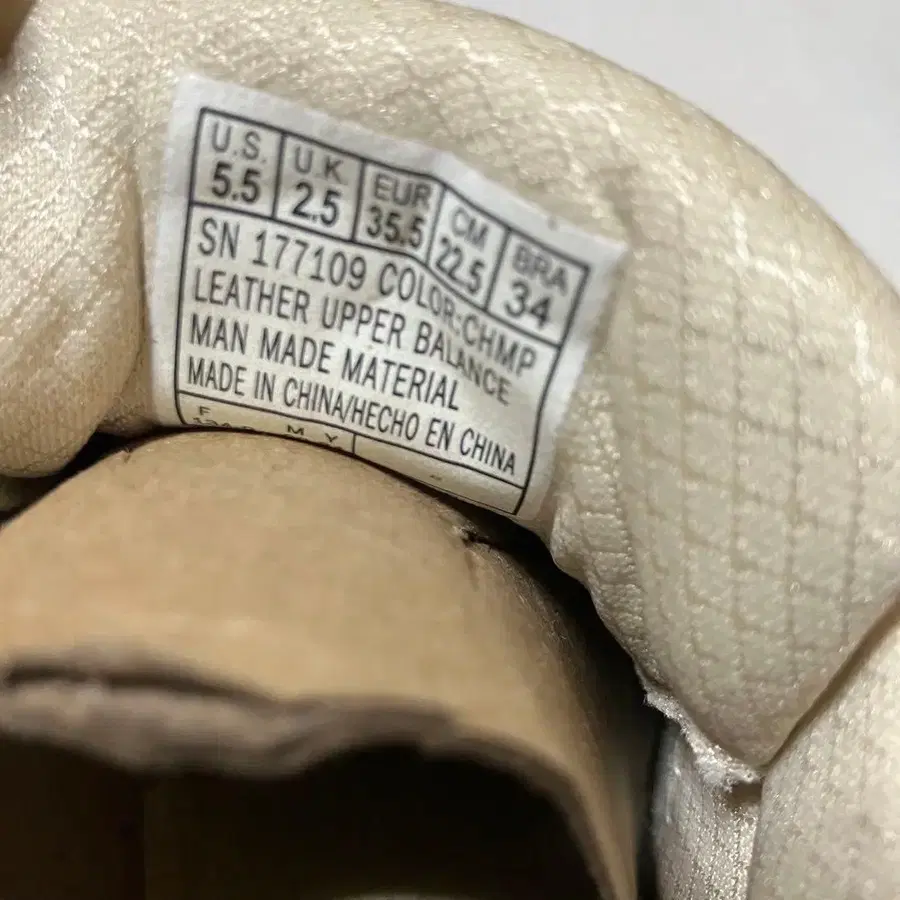 U.S. U.K EUR CM BRA
5.5 2.5 35.5 22.5 34
SN 177109 COLOR:CHMP
LEATHER UPPER BALANCE
MAN MADE MATERIAL
MADE IN CHINA/HECHO EN CHINA
F M Y